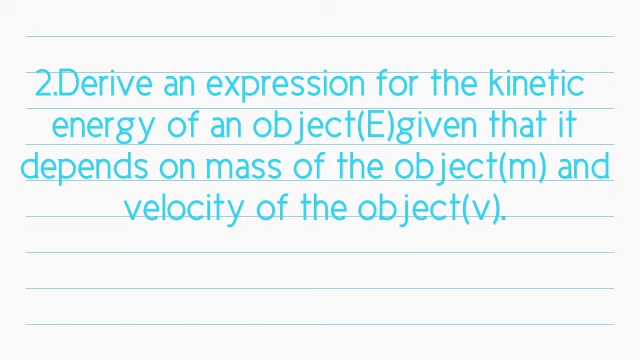 2.Derive an expression for the kinetic
energy of an object(E)given that it
depends on mass of the object(m) and
velocity of the object(v).